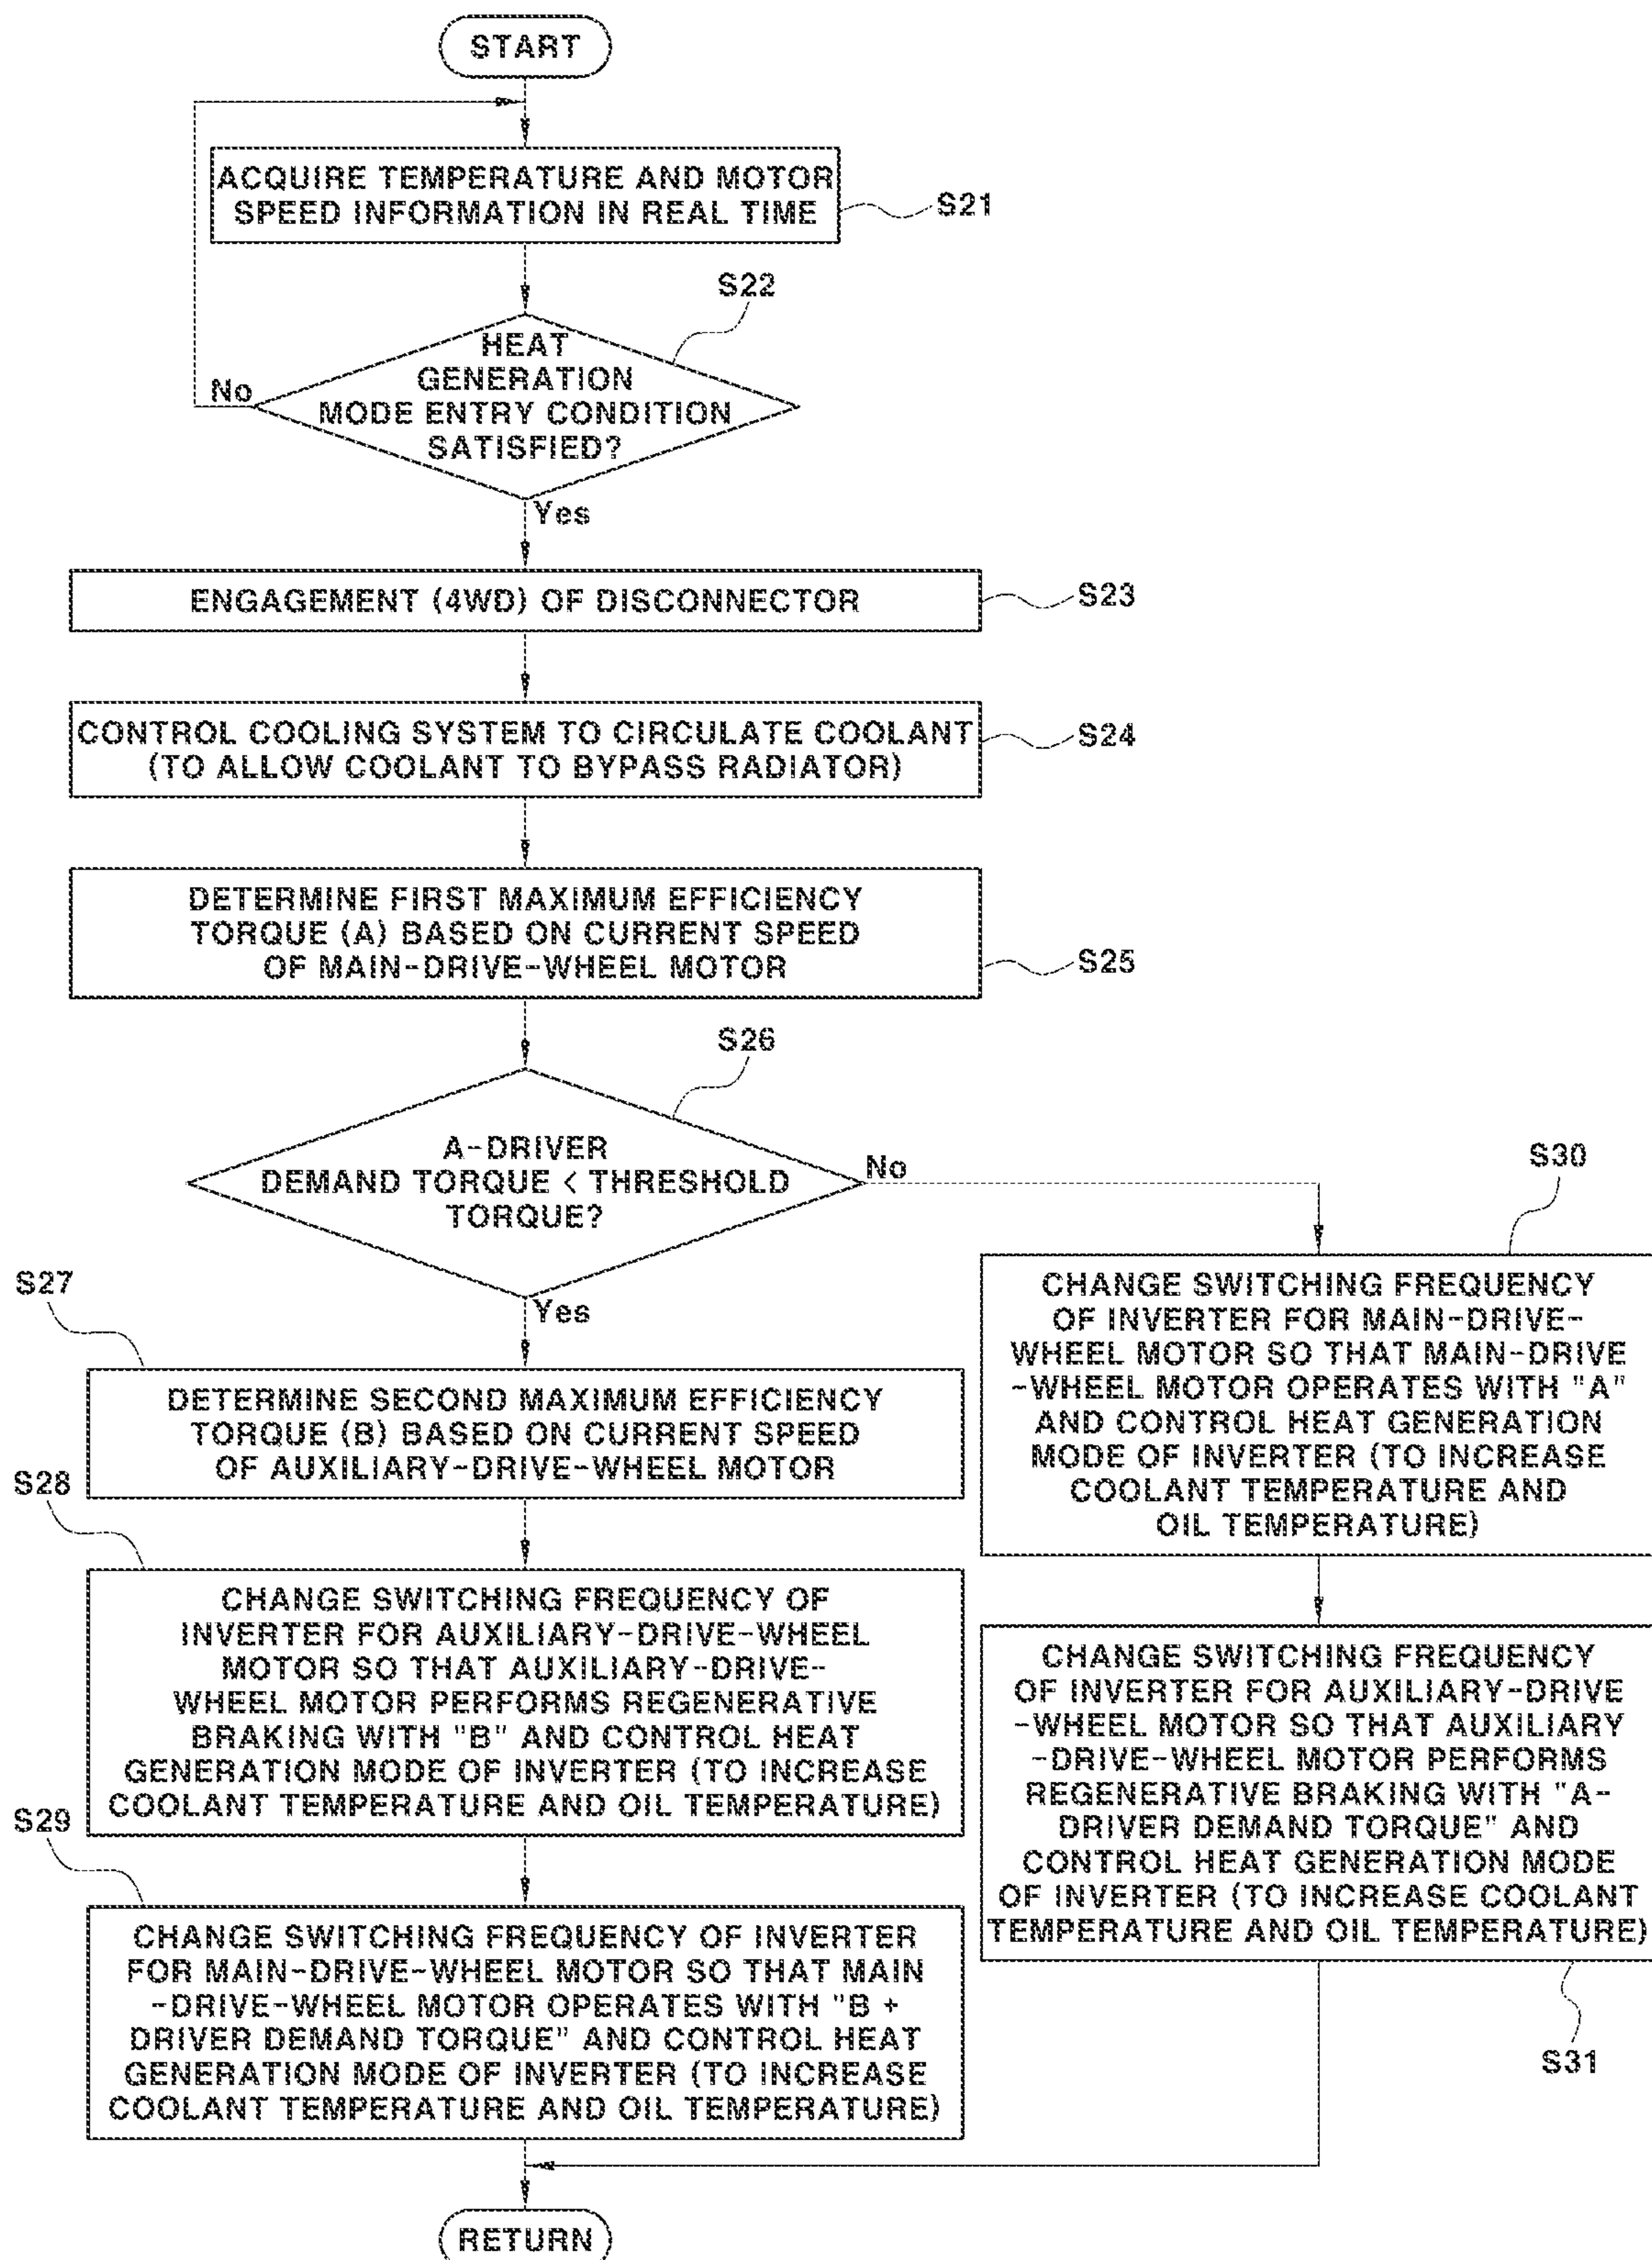 START
ACQUIRE TEMPERATURE AND MOTOR
SPEED INFORMATION IN REAL TIME
S21
S22
HEAT
GENERATION
MODE ENTRY CONDITION
SATISFIED?
No
Yes
ENGAGEMENT (4WD) OF DISCONNECTOR
S23
CONTROL COOLING SYSTEM TO CIRCULATE COOLANT
(TO ALLOW COOLANT TO BYPASS RADIATOR)
S24
DETERMINE FIRST MAXIMUM EFFICIENCY
TORQUE (A) BASED ON CURRENT SPEED
OF MAIN-DRIVE-WHEEL MOTOR
S25
S26
A-DRIVER
DEMAND TORQUE < THRESHOLD
TORQUE?
No
Yes
S27
DETERMINE SECOND MAXIMUM EFFICIENCY
TORQUE (B) BASED ON CURRENT SPEED
OF AUXILIARY-DRIVE-WHEEL MOTOR
S28
CHANGE SWITCHING FREQUENCY OF
INVERTER FOR AUXILIARY-DRIVE-WHEEL
MOTOR SO THAT AUXILIARY-DRIVE-
WHEEL MOTOR PERFORMS REGENERATIVE
BRAKING WITH "B" AND CONTROL HEAT
GENERATION MODE OF INVERTER (TO INCREASE
COOLANT TEMPERATURE AND OIL TEMPERATURE)
S29
CHANGE SWITCHING FREQUENCY OF INVERTER
FOR MAIN-DRIVE-WHEEL MOTOR SO THAT MAIN
-DRIVE-WHEEL MOTOR OPERATES WITH "B +
DRIVER DEMAND TORQUE" AND CONTROL HEAT
GENERATION MODE OF INVERTER (TO INCREASE
COOLANT TEMPERATURE AND OIL TEMPERATURE)
S30
CHANGE SWITCHING FREQUENCY
OF INVERTER FOR MAIN-DRIVE-
WHEEL MOTOR SO THAT MAIN-DRIVE
-WHEEL MOTOR OPERATES WITH "A"
AND CONTROL HEAT GENERATION
MODE OF INVERTER (TO INCREASE
COOLANT TEMPERATURE AND
OIL TEMPERATURE)
CHANGE SWITCHING FREQUENCY
OF INVERTER FOR AUXILIARY-DRIVE
-WHEEL MOTOR SO THAT AUXILIARY
-DRIVE-WHEEL MOTOR PERFORMS
REGENERATIVE BRAKING WITH "A-
DRIVER DEMAND TORQUE" AND
CONTROL HEAT GENERATION MODE
OF INVERTER (TO INCREASE COOLANT
TEMPERATURE AND OIL TEMPERATURE)
S31
RETURN